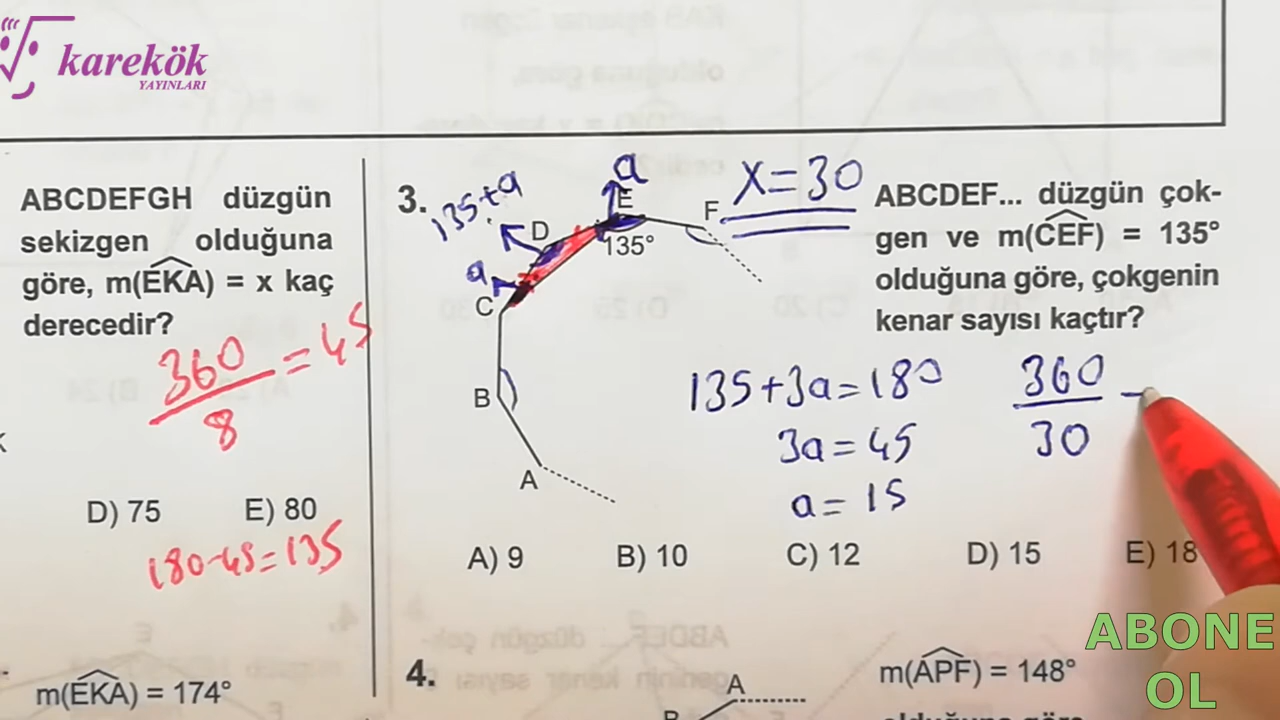 karekök
YAYINLARI
ABCDEFGH düzgün
sekizgen olduğuna
göre, m(EKA) = x kaç
derecedir?
360
8
= 45
D) 75 E) 80
180-45=135
m(EKA) = 174°
3.
135+a
a
a
X=30
A
B
C
D
E
F
135°
ABCDEF... düzgün çok-
gen ve m(CEF) = 135°
olduğuna göre, çokgenin
kenar sayısı kaçtır?
135+3a=180
3a=45
a=15
360
30
A) 9 B) 10 C) 12 D) 15 E) 18
4.
A
B
m(APF) = 148°
ABONE
OL